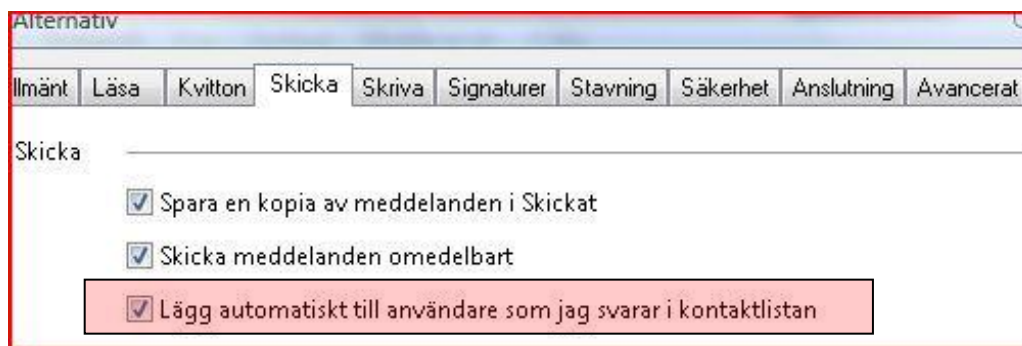 Alternativ
llmänt Läsa Kvitton Skicka Skriva Signaturer Stavning Säkerhet Anslutning Avancerat
Skicka
Spara en kopia av meddelanden i Skickat
Skicka meddelanden omedelbart
Lägg automatiskt till användare som jag svarar i kontaktlistan